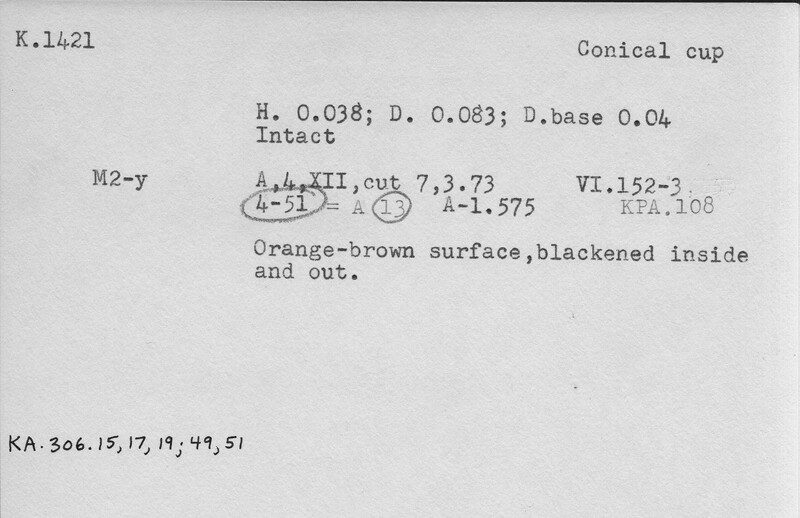 K.1421
Conical cup
H. 0.038; D. 0.083; D.base 0.04
Intact
M2-y
A,4,XII,cut 7,3.73 VI.152-3
4-51 = A 13 A-1.575 KPA.108
Orange-brown surface,blackened inside
and out.
KA.306.15,17,19;49,51